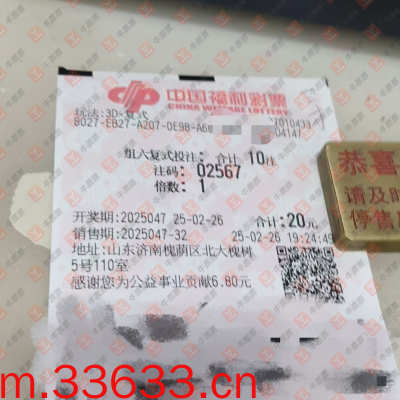 中国福利彩票
CHINA WELFARE LOTTERY
玩法:3D-复式
8027-EB27-A207-0E9B-A6
7010433
04147
组六复式投注: 合计 10注
注码: 02567
倍数: 1
开奖期:2025047 25-02-26 合计:20元
销售期:2025047-32 25-02-26 19:24:49
地址:山东济南槐荫区北大槐树
5号110室
感谢您为公益事业贡献6.80元
恭喜
请及时
停售
m.33633.cn